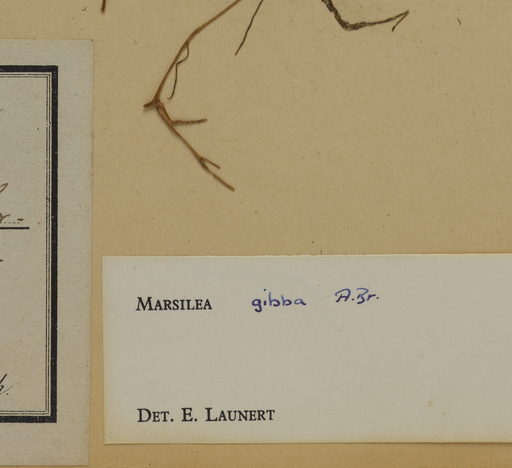 MARSILEA gibba A.Br.
DET. E. LAUNERT